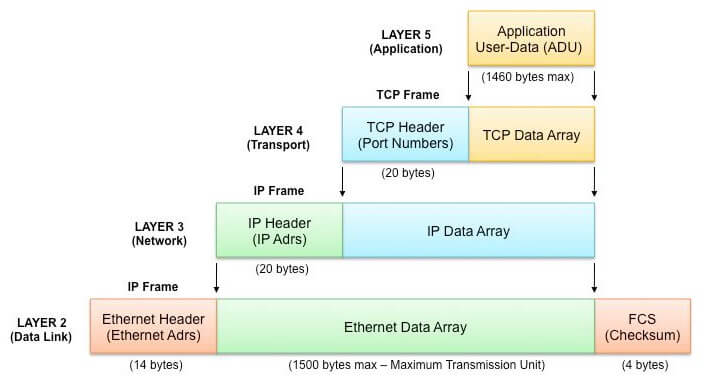 LAYER 5
(Application)
Application
User-Data (ADU)
(1460 bytes max)
TCP Frame
LAYER 4
(Transport)
TCP Header
(Port Numbers)
TCP Data Array
(20 bytes)
IP Frame
LAYER 3
(Network)
IP Header
(IP Adrs)
IP Data Array
(20 bytes)
IP Frame
LAYER 2
(Data Link)
Ethernet Header
(Ethernet Adrs)
Ethernet Data Array
FCS
(Checksum)
(14 bytes)
(1500 bytes max – Maximum Transmission Unit)
(4 bytes)